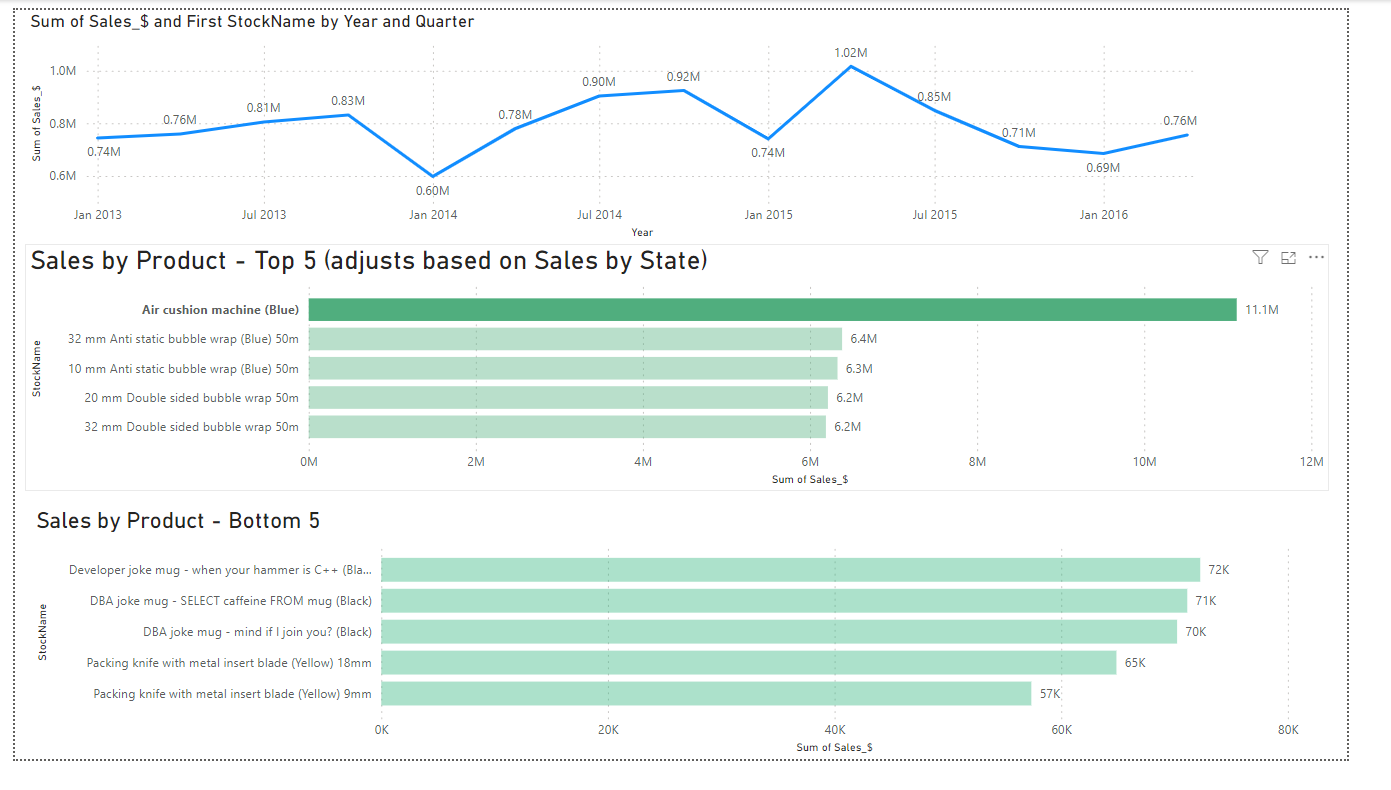 Sum of Sales_$ and First StockName by Year and Quarter
1.02M
1.0M
0.92M
0.90M
0.85M
0.83M
0.81M
0.78M
0.76M
0.76M
0.8M
0.71M
0.74M
0.74M
0.69M
0.6M
0.60M
Sum of Sales_$
Jan 2013 Jul 2013 Jan 2014 Jul 2014 Jan 2015 Jul 2015 Jan 2016
Year
Sales by Product - Top 5 (adjusts based on Sales by State)
StockName
Air cushion machine (Blue) 11.1M
32 mm Anti static bubble wrap (Blue) 50m 6.4M
10 mm Anti static bubble wrap (Blue) 50m 6.3M
20 mm Double sided bubble wrap 50m 6.2M
32 mm Double sided bubble wrap 50m 6.2M
0M 2M 4M 6M 8M 10M 12M
Sum of Sales_$
Sales by Product - Bottom 5
StockName
Developer joke mug - when your hammer is C++ (Bla... 72K
DBA joke mug - SELECT caffeine FROM mug (Black) 71K
DBA joke mug - mind if I join you? (Black) 70K
Packing knife with metal insert blade (Yellow) 18mm 65K
Packing knife with metal insert blade (Yellow) 9mm 57K
0K 20K 40K 60K 80K
Sum of Sales_$